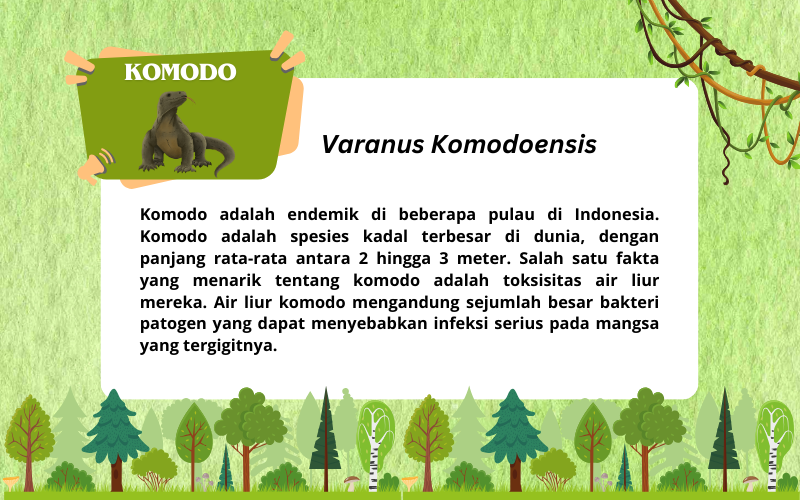 KOMODO
Varanus Komodoensis
Komodo adalah endemik di beberapa pulau di Indonesia.
Komodo adalah spesies kadal terbesar di dunia, dengan
panjang rata-rata antara 2 hingga 3 meter. Salah satu fakta
yang menarik tentang komodo adalah toksisitas air liur
mereka. Air liur komodo mengandung sejumlah besar bakteri
patogen yang dapat menyebabkan infeksi serius pada mangsa
yang tergigitnya.